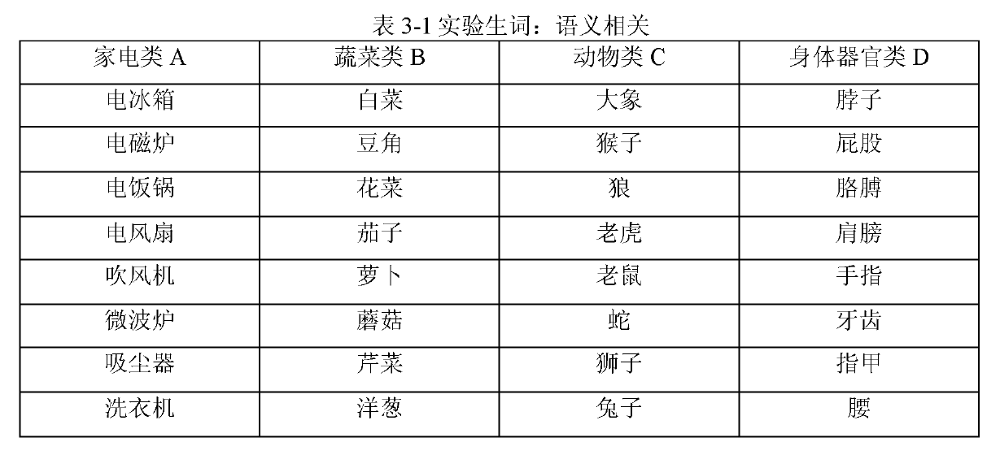 表 3-1 实验生词：语义相关
家电类 A 蔬菜类 B 动物类 C 身体器官类 D
电冰箱 白菜 大象 脖子
电磁炉 豆角 猴子 屁股
电饭锅 花菜 狼 胳膊
电风扇 茄子 老虎 肩膀
吹风机 萝卜 老鼠 手指
微波炉 蘑菇 蛇 牙齿
吸尘器 芹菜 狮子 指甲
洗衣机 洋葱 兔子 腰